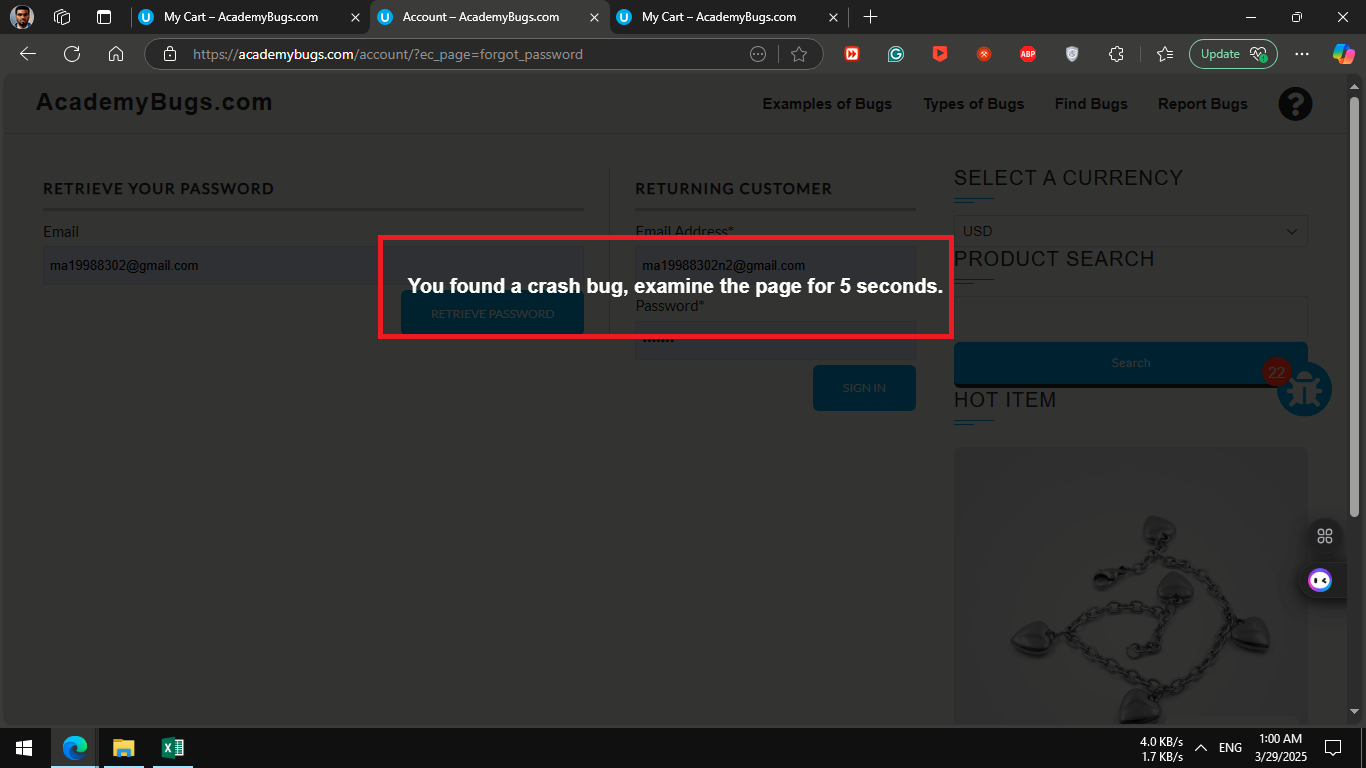 My Cart – AcademyBugs.com
Account – AcademyBugs.com
My Cart – AcademyBugs.com
https://academybugs.com/account/?ec_page=forgot_password
ABP
Update
AcademyBugs.com
Examples of Bugs
Types of Bugs
Find Bugs
Report Bugs
?
RETRIEVE YOUR PASSWORD
Email
ma19988302@gmail.com
RETRIEVE PASSWORD
RETURNING CUSTOMER
Email Address*
ma19988302n2@gmail.com
You found a crash bug, examine the page for 5 seconds.
Password*
SIGN IN
SELECT A CURRENCY
USD
PRODUCT SEARCH
Search
22
HOT ITEM
4.0 KB/s
1.7 KB/s
ENG
1:00 AM
3/29/2025